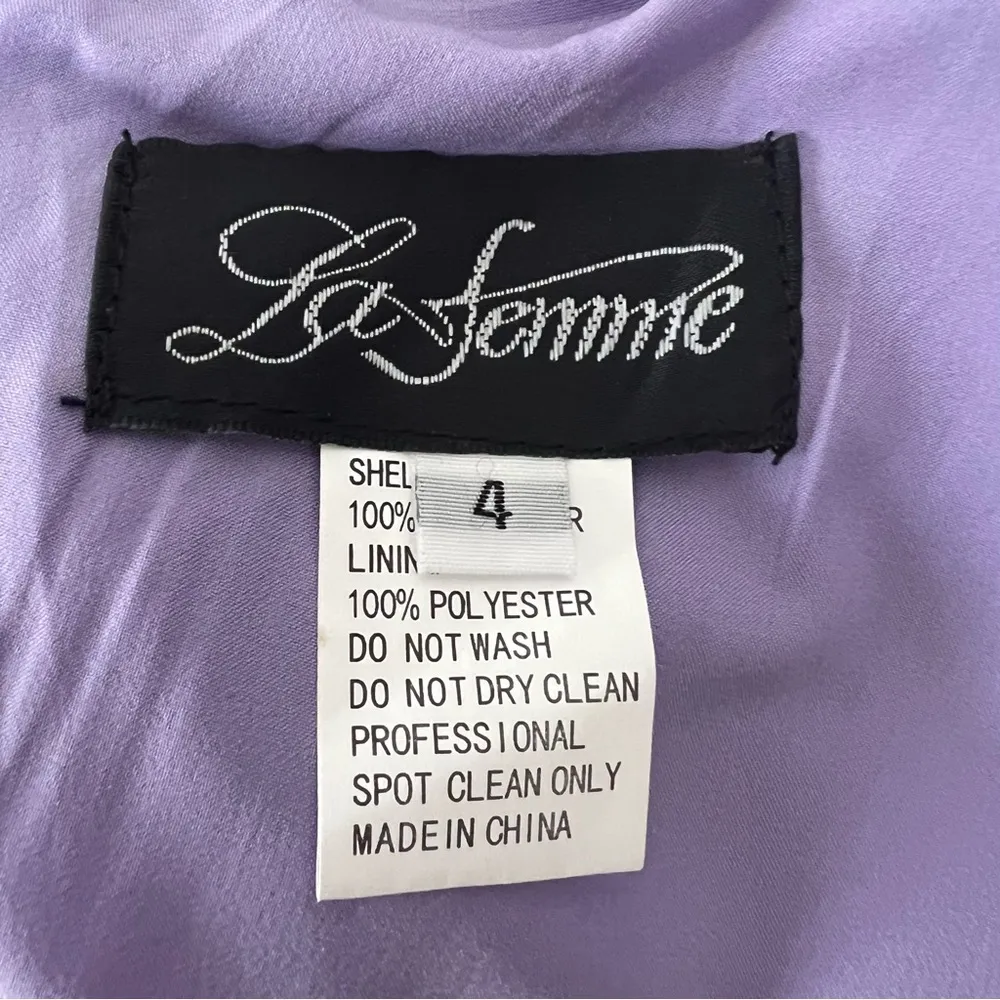 La Femme
4
SHEL
100% R
LININ
100% POLYESTER
DO NOT WASH
DO NOT DRY CLEAN
PROFESSIONAL
SPOT CLEAN ONLY
MADE IN CHINA